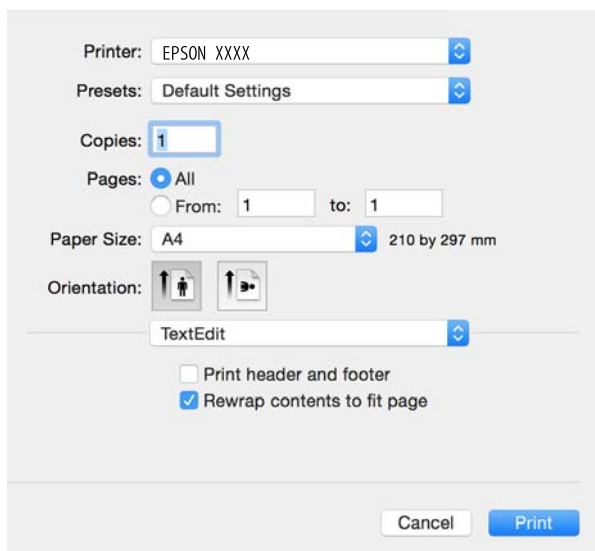 Printer: EPSON XXXX
Presets: Default Settings
Copies: 1
Pages: All
From: 1 to: 1
Paper Size: A4 210 by 297 mm
Orientation:
TextEdit
Print header and footer
Rewrap contents to fit page
Cancel Print